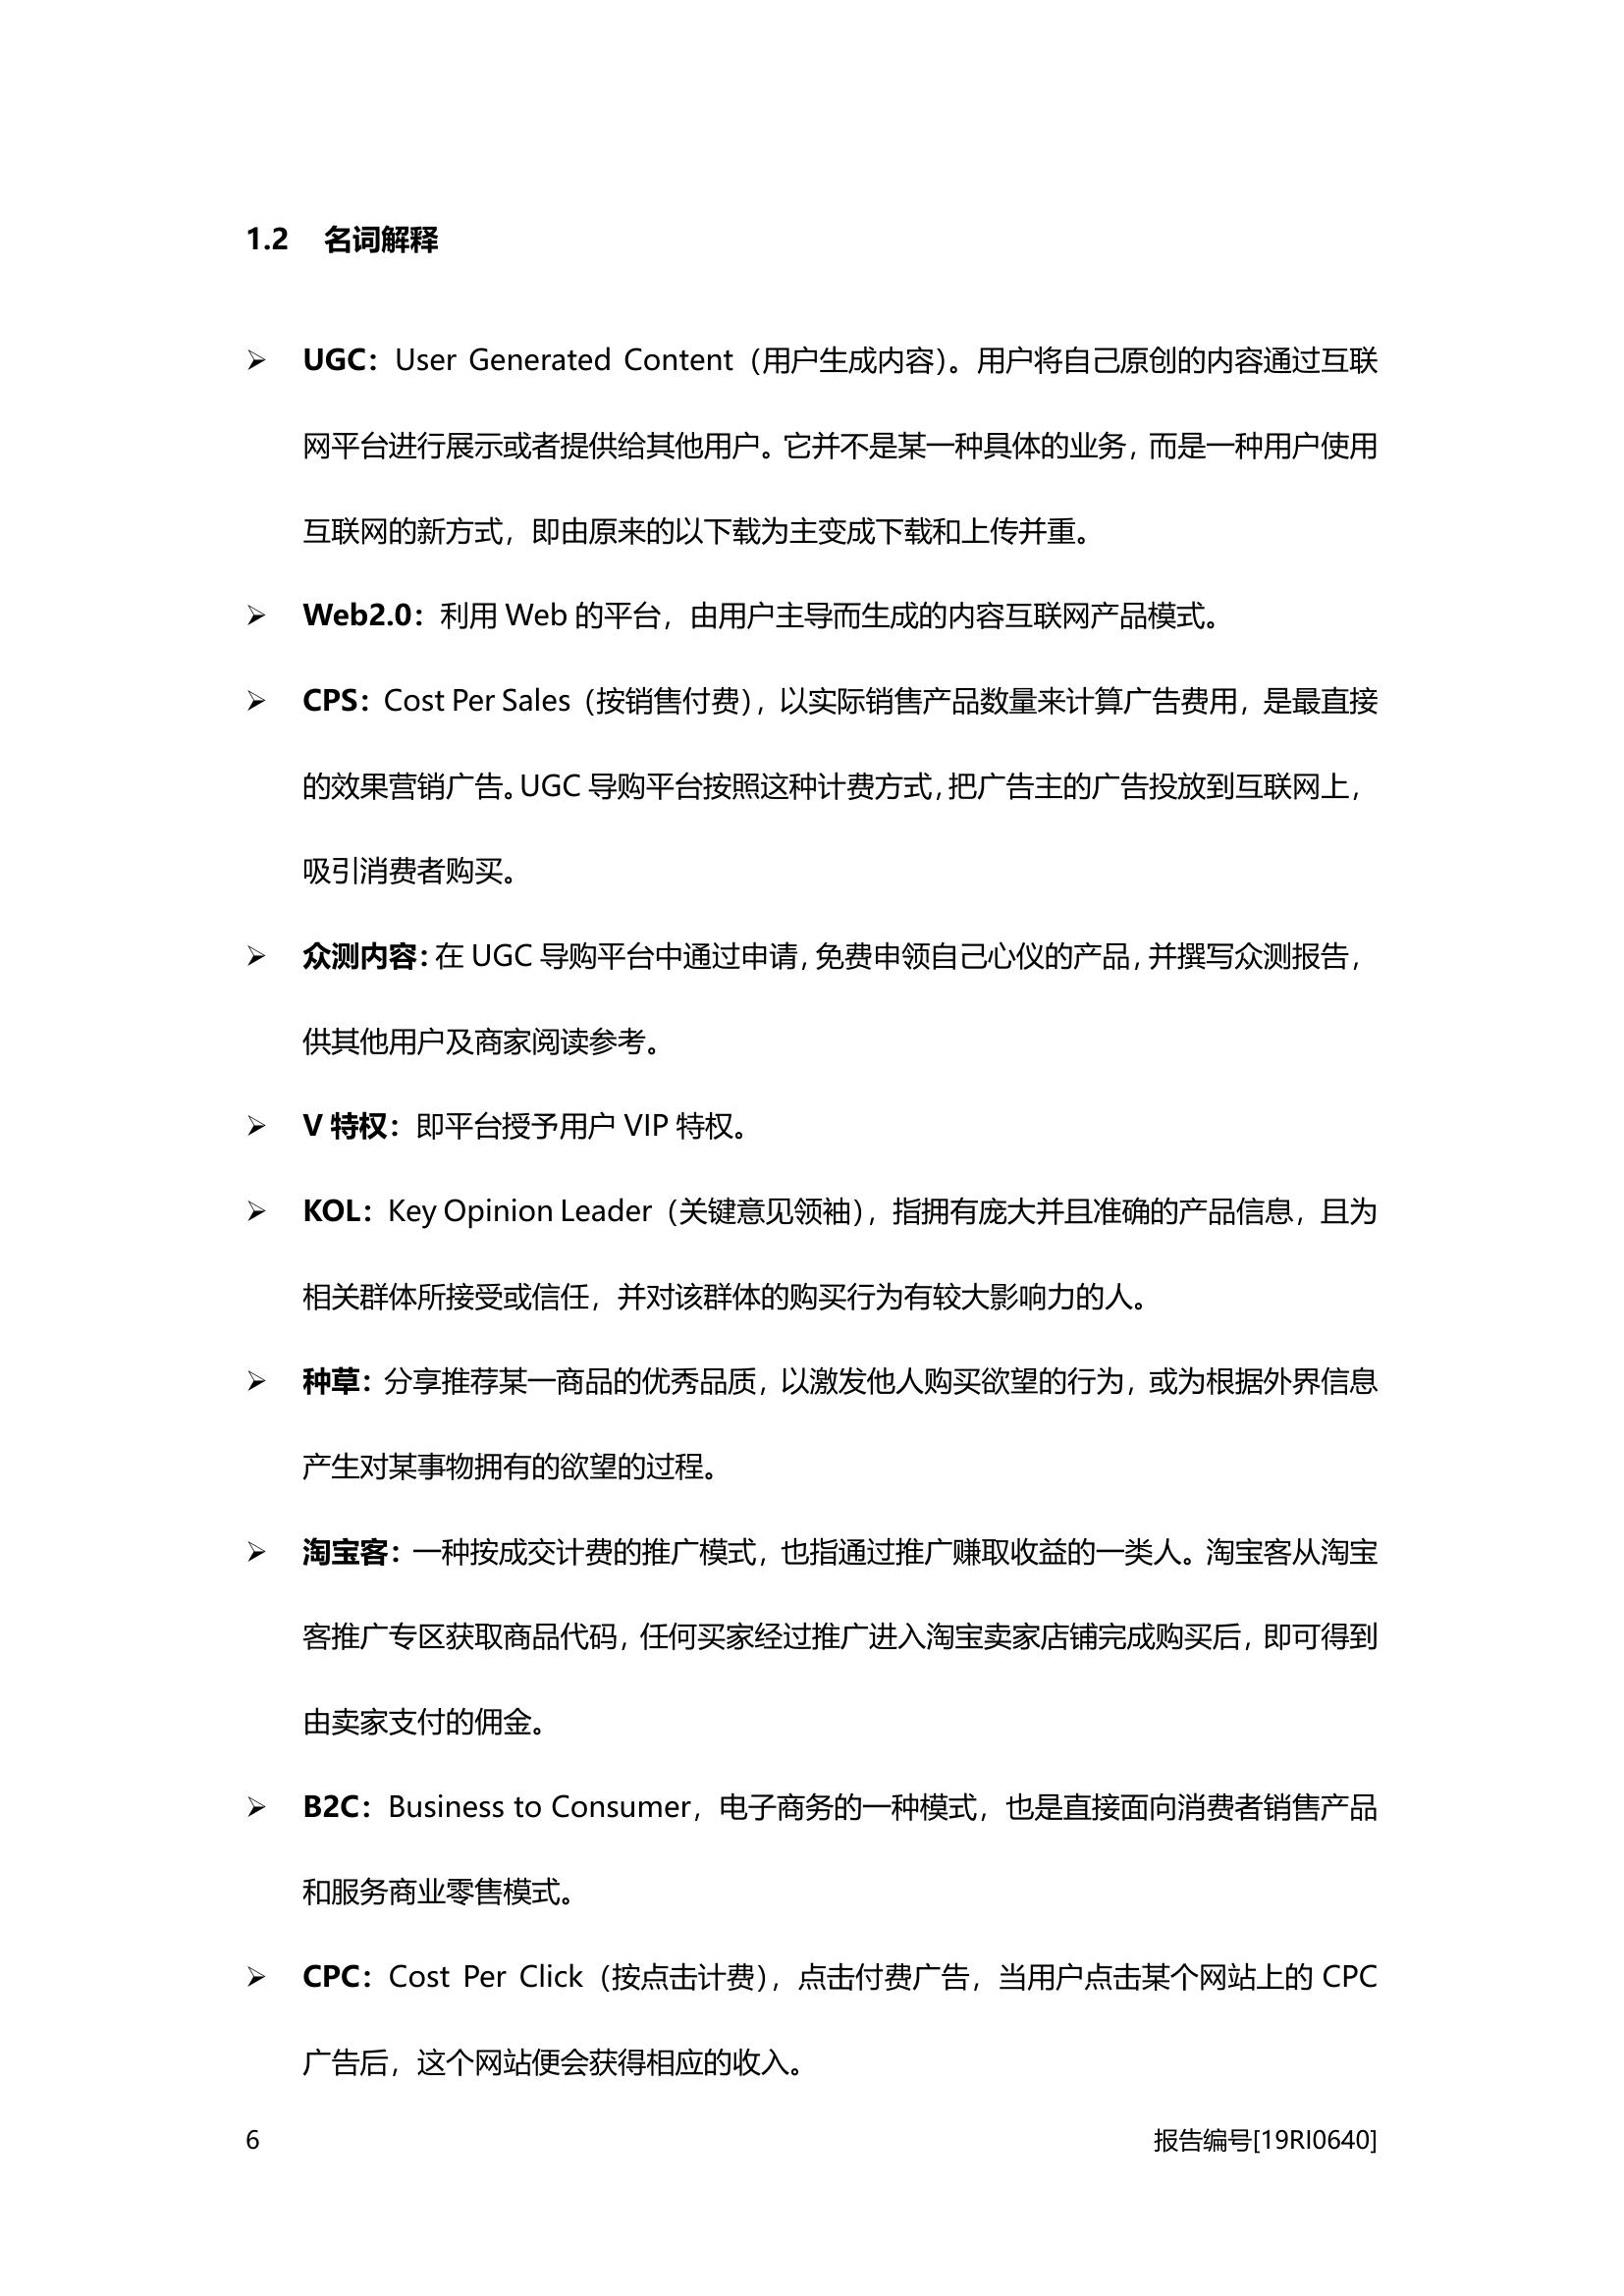 1.2 名词解释
➢ UGC：User Generated Content（用户生成内容）。用户将自己原创的内容通过互联
网平台进行展示或者提供给其他用户。它并不是某一种具体的业务，而是一种用户使用
互联网的新方式，即由原来的以下载为主变成下载和上传并重。
➢ Web2.0：利用 Web 的平台，由用户主导而生成的内容互联网产品模式。
➢ CPS：Cost Per Sales（按销售付费），以实际销售产品数量来计算广告费用，是最直接
的效果营销广告。UGC 导购平台按照这种计费方式，把广告主的广告投放到互联网上，
吸引消费者购买。
➢ 众测内容：在 UGC 导购平台中通过申请，免费申领自己心仪的产品，并撰写众测报告，
供其他用户及商家阅读参考。
➢ V 特权：即平台授予用户 VIP 特权。
➢ KOL：Key Opinion Leader（关键意见领袖），指拥有庞大并且准确的产品信息，且为
相关群体所接受或信任，并对该群体的购买行为有较大影响力的人。
➢ 种草：分享推荐某一商品的优秀品质，以激发他人购买欲望的行为，或为根据外界信息
产生对某事物拥有的欲望的过程。
➢ 淘宝客：一种按成交计费的推广模式，也指通过推广赚取收益的一类人。淘宝客从淘宝
客推广专区获取商品代码，任何买家经过推广进入淘宝卖家店铺完成购买后，即可得到
由卖家支付的佣金。
➢ B2C：Business to Consumer，电子商务的一种模式，也是直接面向消费者销售产品
和服务商业零售模式。
➢ CPC：Cost Per Click（按点击计费），点击付费广告，当用户点击某个网站上的 CPC
广告后，这个网站便会获得相应的收入。
6 报告编号[19RI0640]